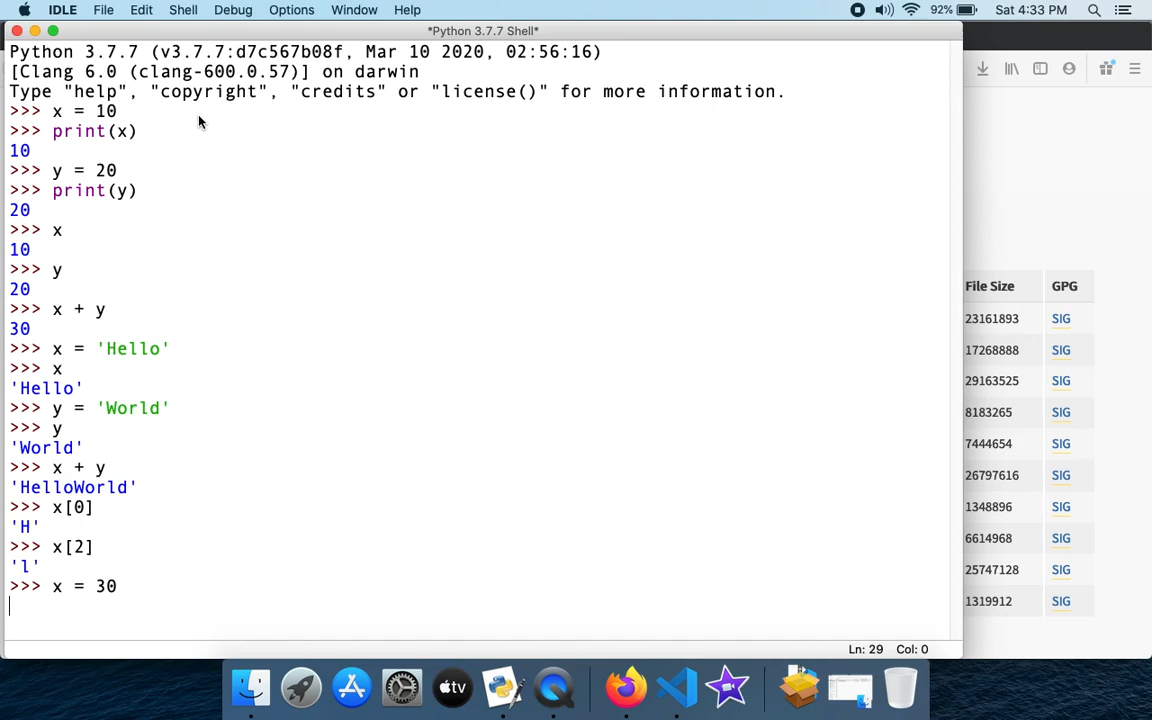 IDLE File Edit Shell Debug Options Window Help 92% Sat 4:33 PM
*Python 3.7.7 Shell*
Python 3.7.7 (v3.7.7:d7c567b08f, Mar 10 2020, 02:56:16)
[Clang 6.0 (clang-600.0.57)] on darwin
Type "help", "copyright", "credits" or "license()" for more information.
>>> x = 10
>>> print(x)
10
>>> y = 20
>>> print(y)
20
>>> x
10
>>> y
20
>>> x + y
30
>>> x = 'Hello'
>>> x
'Hello'
>>> y = 'World'
>>> y
'World'
>>> x + y
'HelloWorld'
>>> x[0]
'H'
>>> x[2]
'l'
>>> x = 30
Ln: 29 Col: 0
File Size GPG
23161893 SIG
17268888 SIG
29163525 SIG
8183265 SIG
7444654 SIG
26797616 SIG
1348896 SIG
6614968 SIG
25747128 SIG
1319912 SIG
tv